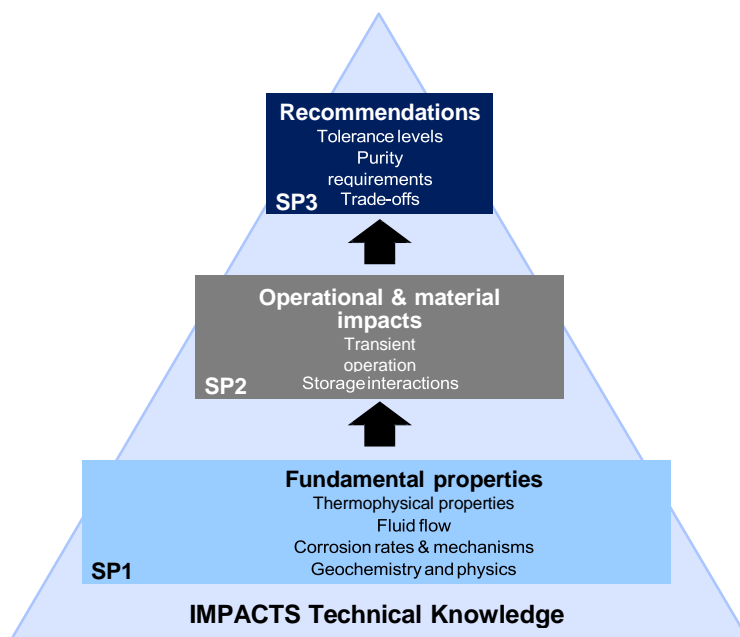 Recommendations
Tolerance levels
Purity
requirements
Trade-offs
SP3
Operational & material
impacts
Transient
operation
Storage interactions
SP2
Fundamental properties
Thermophysical properties
Fluid flow
Corrosion rates & mechanisms
Geochemistry and physics
SP1
IMPACTS Technical Knowledge